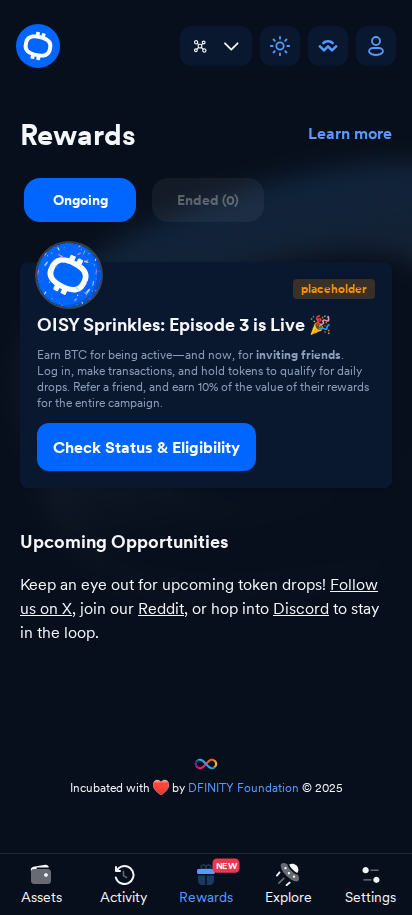 Rewards
Learn more
Ongoing
Ended (0)
placeholder
OISY Sprinkles: Episode 3 is Live 🎉
Earn BTC for being active—and now, for inviting friends.
Log in, make transactions, and hold tokens to qualify for daily
drops. Refer a friend, and earn 10% of the value of their rewards
for the entire campaign.
Check Status & Eligibility
Upcoming Opportunities
Keep an eye out for upcoming token drops! Follow
us on X, join our Reddit, or hop into Discord to stay
in the loop.
Incubated with ❤️ by DFINITY Foundation © 2025
NEW
Assets
Activity
Rewards
Explore
Settings